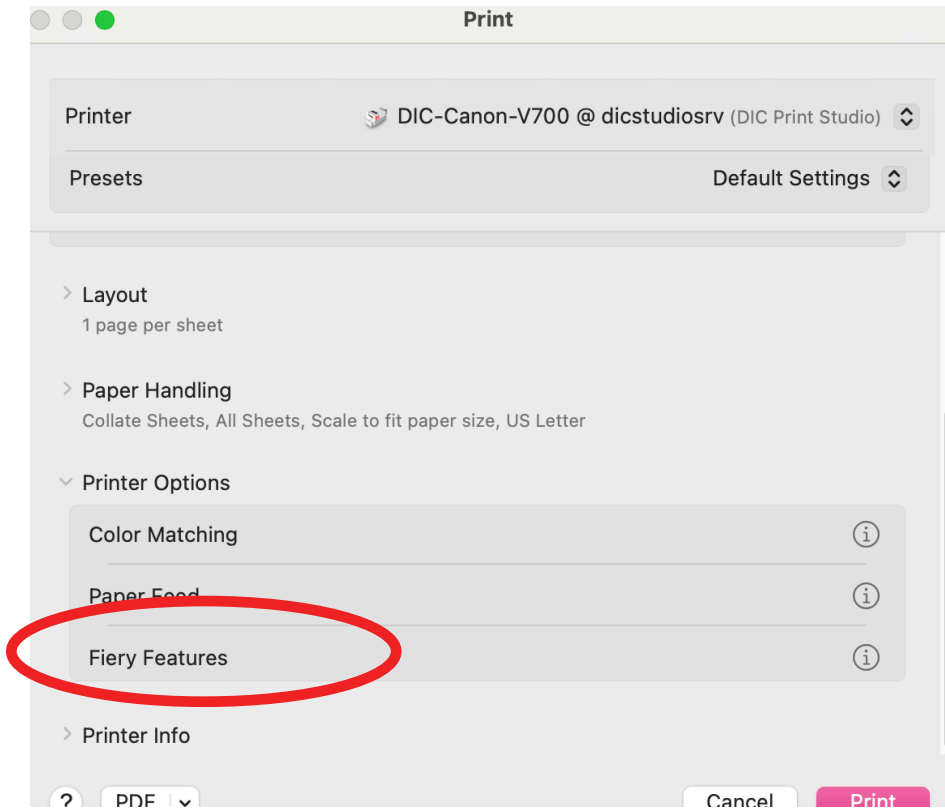 Print
Printer DIC-Canon-V700 @ dicstudiosrv (DIC Print Studio)
Presets Default Settings
Layout
1 page per sheet
Paper Handling
Collate Sheets, All Sheets, Scale to fit paper size, US Letter
Printer Options
Color Matching
Paper Feed
Fiery Features
Printer Info
? PDF Cancel Print